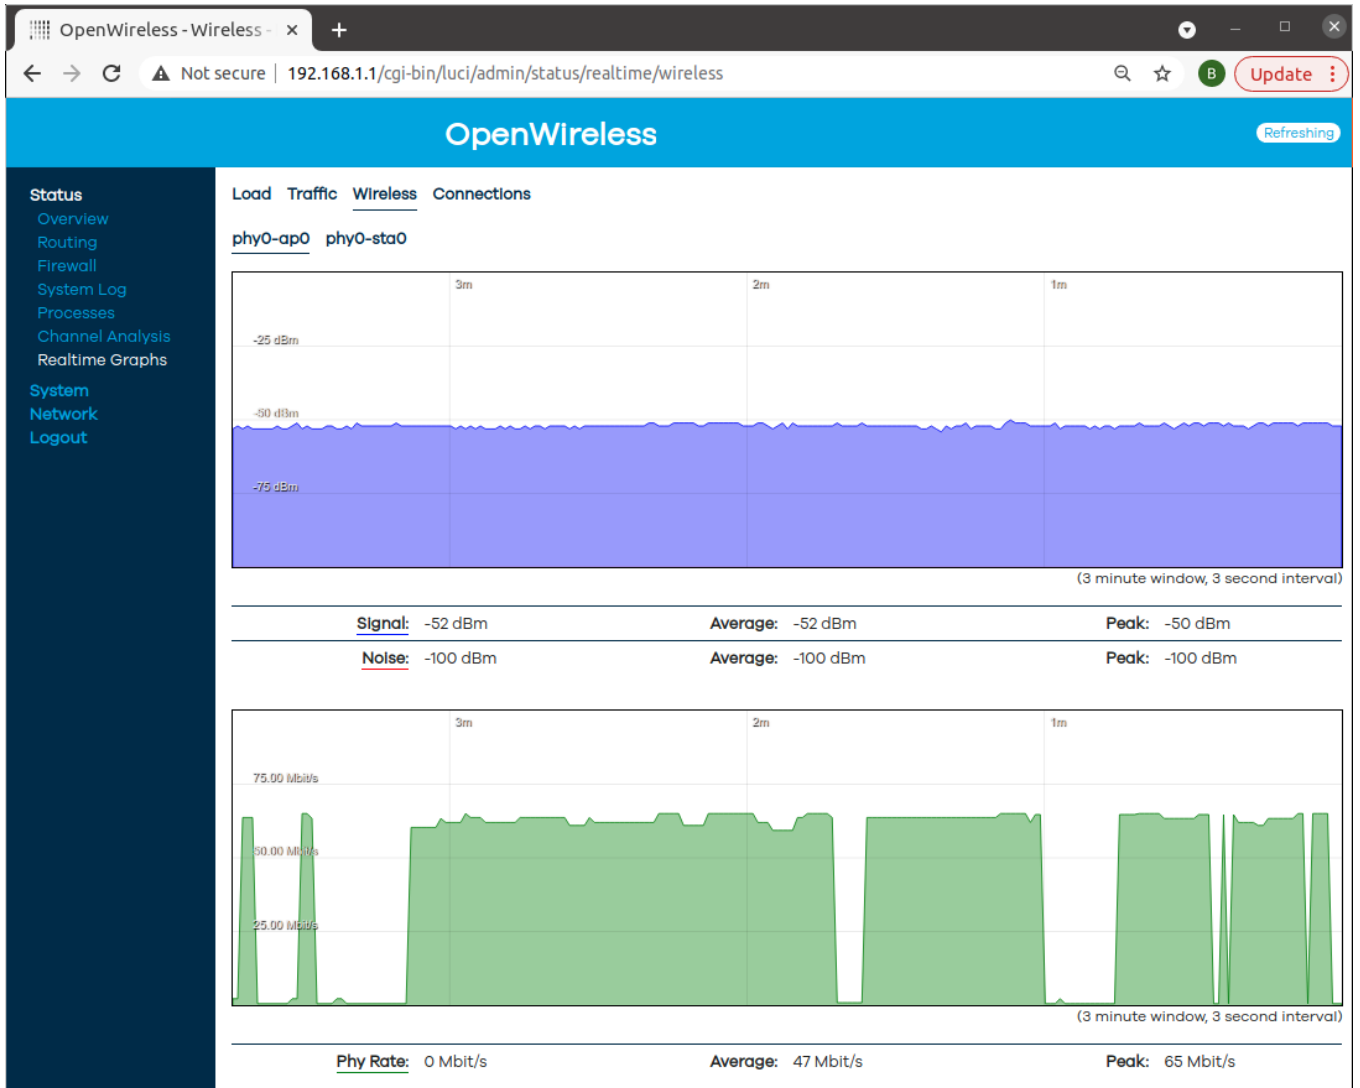 OpenWireless - Wireless -
Not secure | 192.168.1.1/cgi-bin/luci/admin/status/realtime/wireless
B
Update
OpenWireless
Refreshing
Status
Overview
Routing
Firewall
System Log
Processes
Channel Analysis
Realtime Graphs
System
Network
Logout
Load Traffic Wireless Connections
phy0-ap0 phy0-sta0
3m 2m 1m
-25 dBm
-50 dBm
-75 dBm
(3 minute window, 3 second interval)
Signal: -52 dBm Average: -52 dBm Peak: -50 dBm
Noise: -100 dBm Average: -100 dBm Peak: -100 dBm
3m 2m 1m
75.00 Mbit/s
50.00 Mbit/s
25.00 Mbit/s
(3 minute window, 3 second interval)
Phy Rate: 0 Mbit/s Average: 47 Mbit/s Peak: 65 Mbit/s